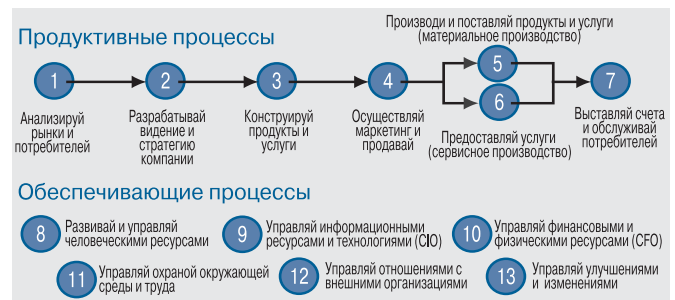 Продуктивные процессы
Производи и поставляй продукты и услуги
(материальное производство)
1
2
3
4
5
6
7
Анализируй
рынки и
потребителей
Разрабатывай
видение и
стратегию
компании
Конструируй
продукты и
услуги
Осуществляй
маркетинг и
продавай
Предоставляй услуги
(сервисное производство)
Выставляй счета
и обслуживай
потребителей
Обеспечивающие процессы
8
Развивай и управляй
человеческими ресурсами
9
Управляй информационными
ресурсами и технологиями (CIO)
10
Управляй финансовыми и
физическими ресурсами (CFO)
11
Управляй охраной окружающей
среды и труда
12
Управляй отношениями с
внешними организациями
13
Управляй улучшениями
и изменениями